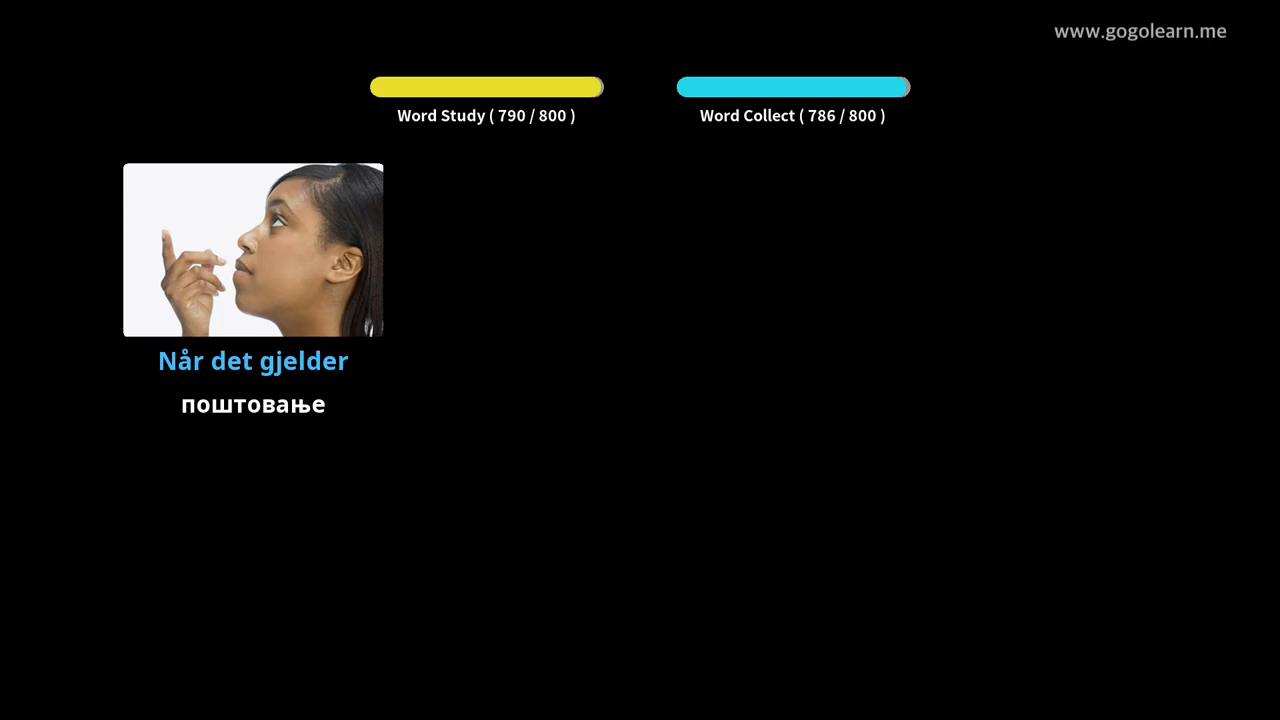 www.gogolearn.me
Word Study ( 790 / 800 )
Word Collect ( 786 / 800 )
Når det gjelder
поштовање